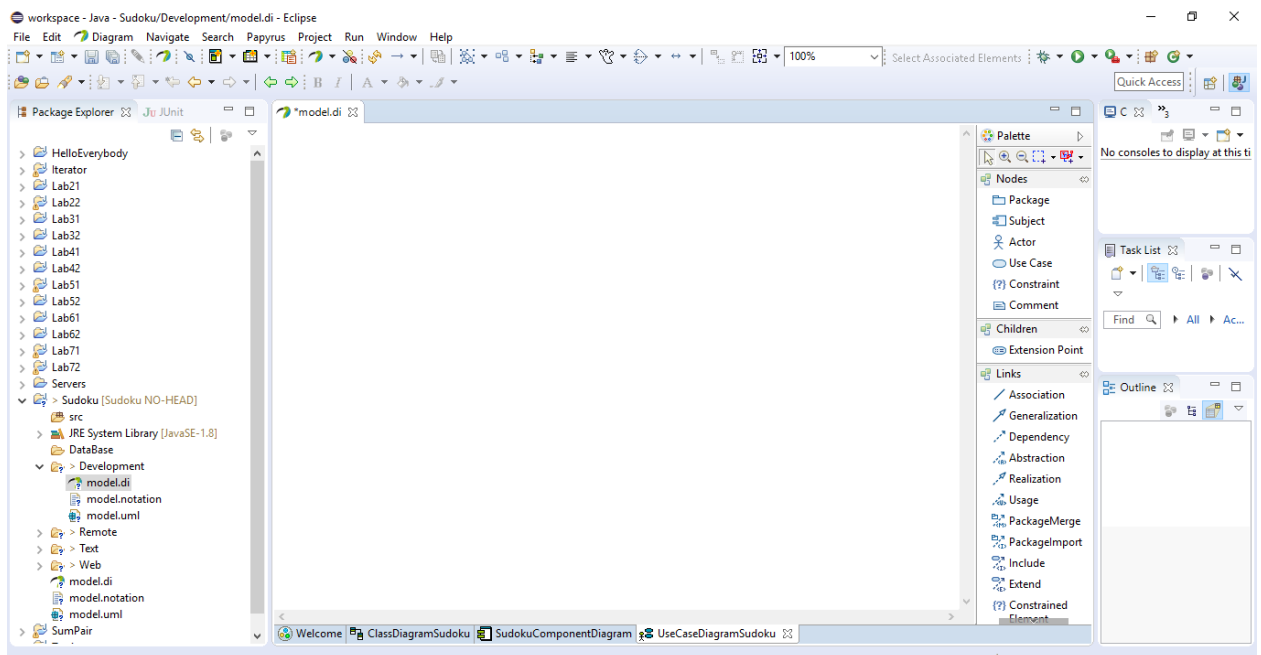 workspace - Java - Sudoku/Development/model.di - Eclipse
File Edit Diagram Navigate Search Papyrus Project Run Window Help
100% Select Associated Elements
B I A Quick Access
Package Explorer JUnit
HelloEverybody
Iterator
Lab21
Lab22
Lab31
Lab32
Lab41
Lab42
Lab51
Lab52
Lab61
Lab62
Lab71
Lab72
Servers
> Sudoku [Sudoku NO-HEAD]
src
JRE System Library [JavaSE-1.8]
DataBase
> Development
model.di
model.notation
model.uml
> Remote
> Text
> Web
model.di
model.notation
model.uml
SumPair
*model.di
Welcome ClassDiagramSudoku SudokuComponentDiagram UseCaseDiagramSudoku
Palette
Nodes
Package
Subject
Actor
Use Case
{?} Constraint
Comment
Children
Extension Point
Links
Association
Generalization
Dependency
Abstraction
Realization
Usage
PackageMerge
PackageImport
Include
Extend
{?} Constrained
Element
C »3
No consoles to display at this ti
Task List
Find All Ac...
Outline